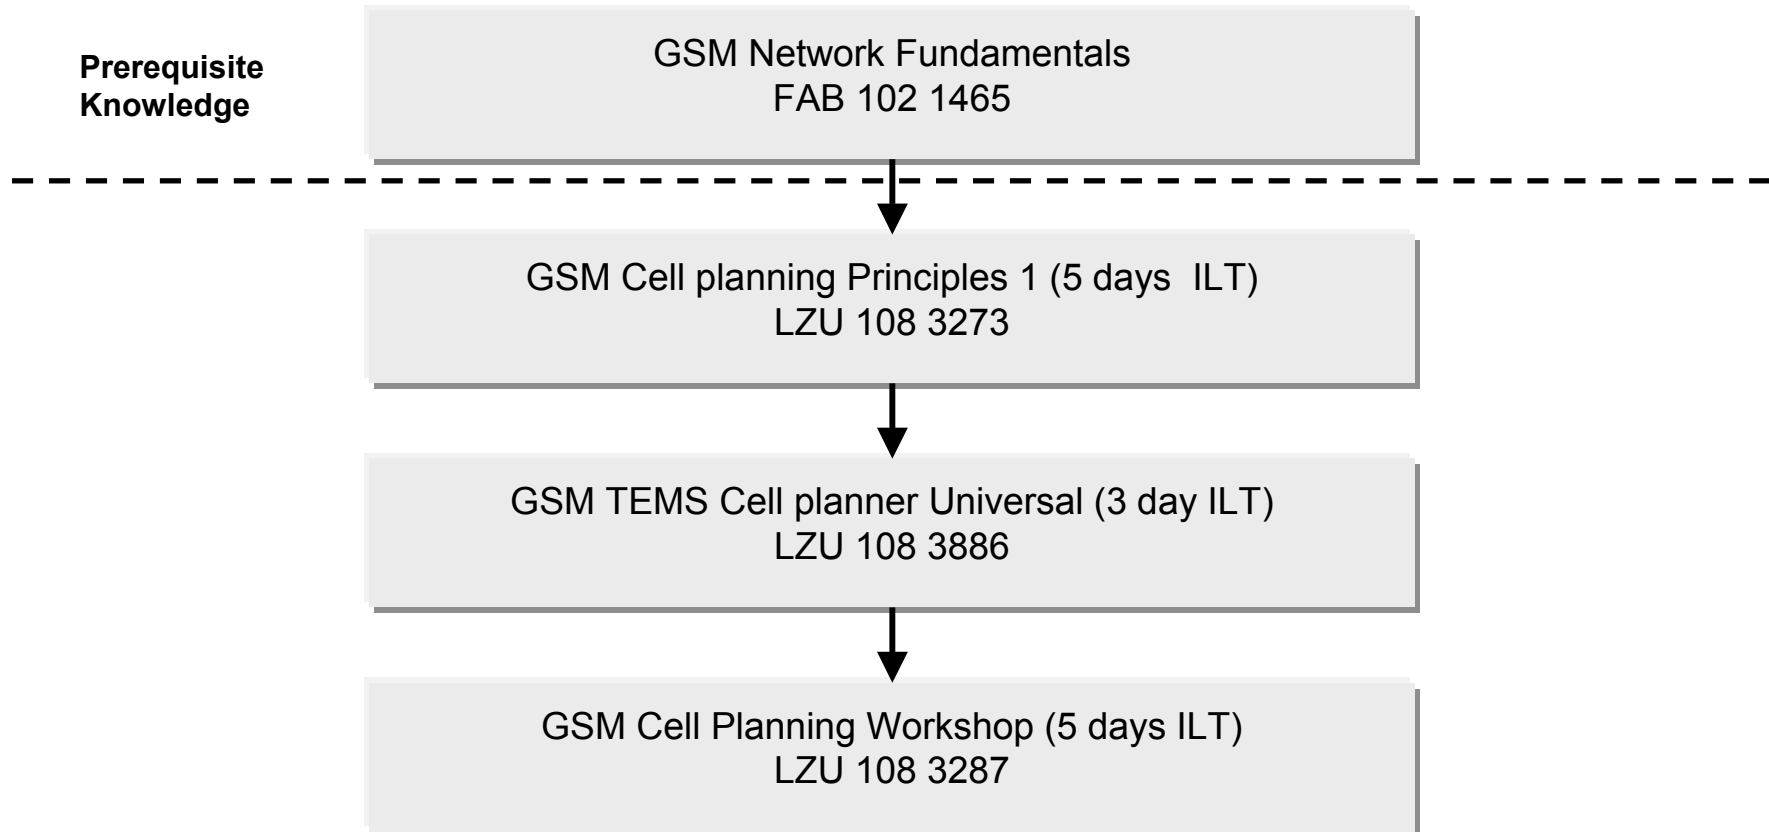 Prerequisite
Knowledge
GSM Network Fundamentals
FAB 102 1465
GSM Cell planning Principles 1 (5 days  ILT)
LZU 108 3273
GSM TEMS Cell planner Universal (3 day ILT)
LZU 108 3886
GSM Cell Planning Workshop (5 days ILT)
LZU 108 3287